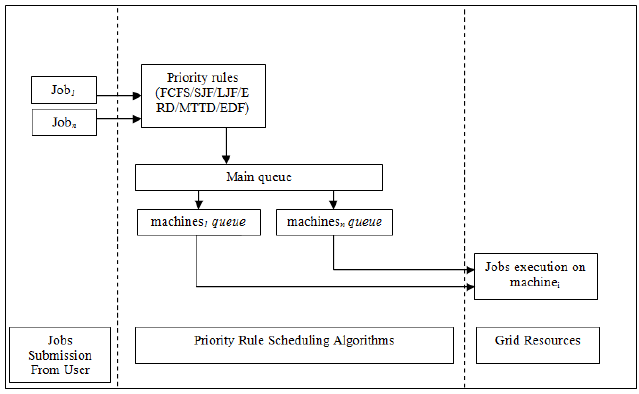 Job1
Jobn
Priority rules
(FCFS/SJF/LJF/E
RD/MTTD/EDF)
Main queue
machines1 queue
machinesn queue
Jobs execution on
machinei
Jobs
Submission
From User
Priority Rule Scheduling Algorithms
Grid Resources